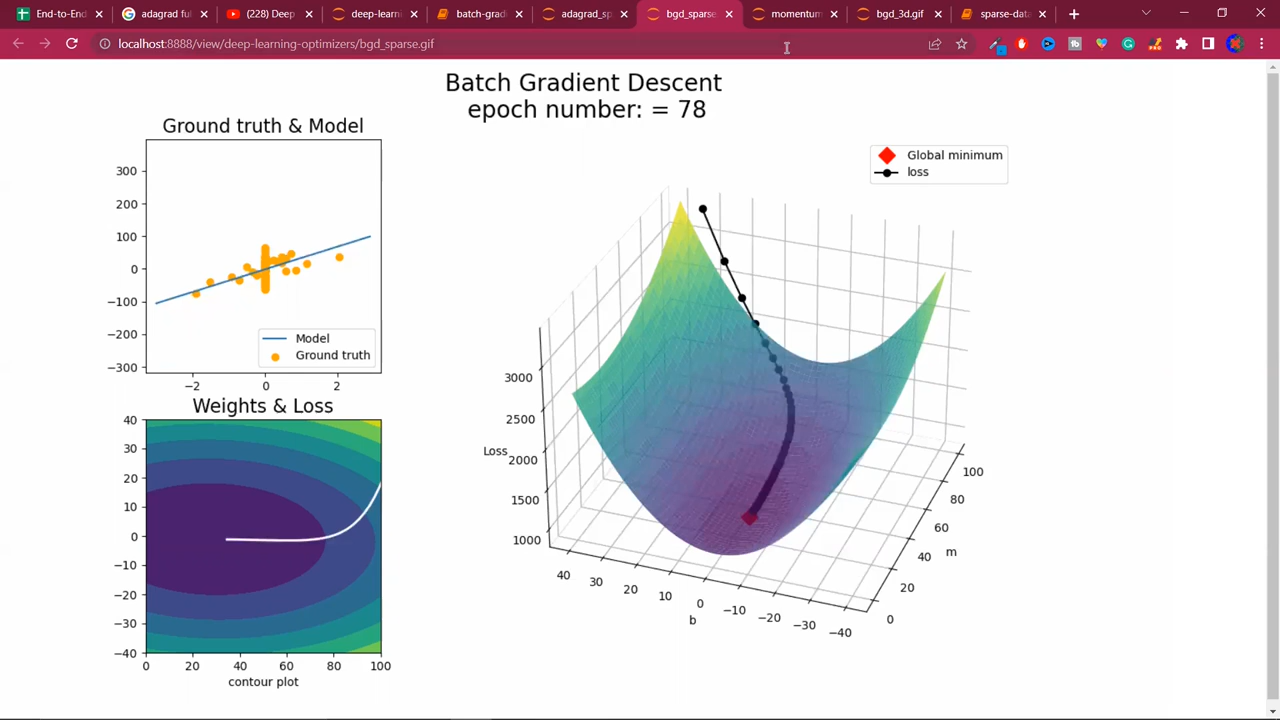 End-to-End
adagrad ful
(228) Deep
deep-learni
batch-grad
adagrad_sp
bgd_sparse
momentum
bgd_3d.gif
sparse-data
localhost:8888/view/deep-learning-optimizers/bgd_sparse.gif
Batch Gradient Descent
epoch number: = 78
Ground truth & Model
300
200
100
0
−100
−200
−300
−2 0 2
Model
Ground truth
Weights & Loss
40
30
20
10
0
−10
−20
−30
−40
0 20 40 60 80 100
contour plot
Global minimum
loss
3000
2500
2000
1500
1000
Loss
40 30 20 10 0 −10 −20 −30 −40
b
100
80
60
40
20
0
m